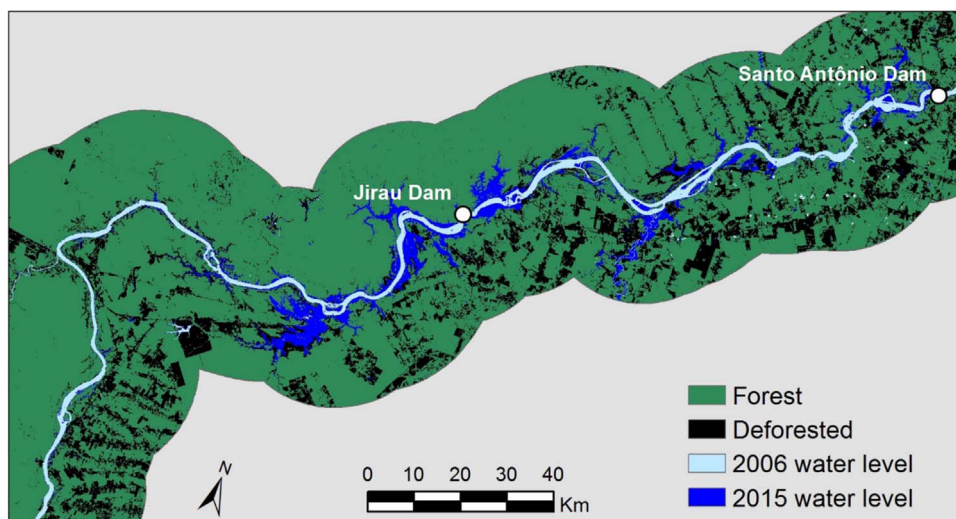 Santo Antônio Dam
Jirau Dam
Forest
Deforested
2006 water level
2015 water level
N
0 10 20 30 40
Km